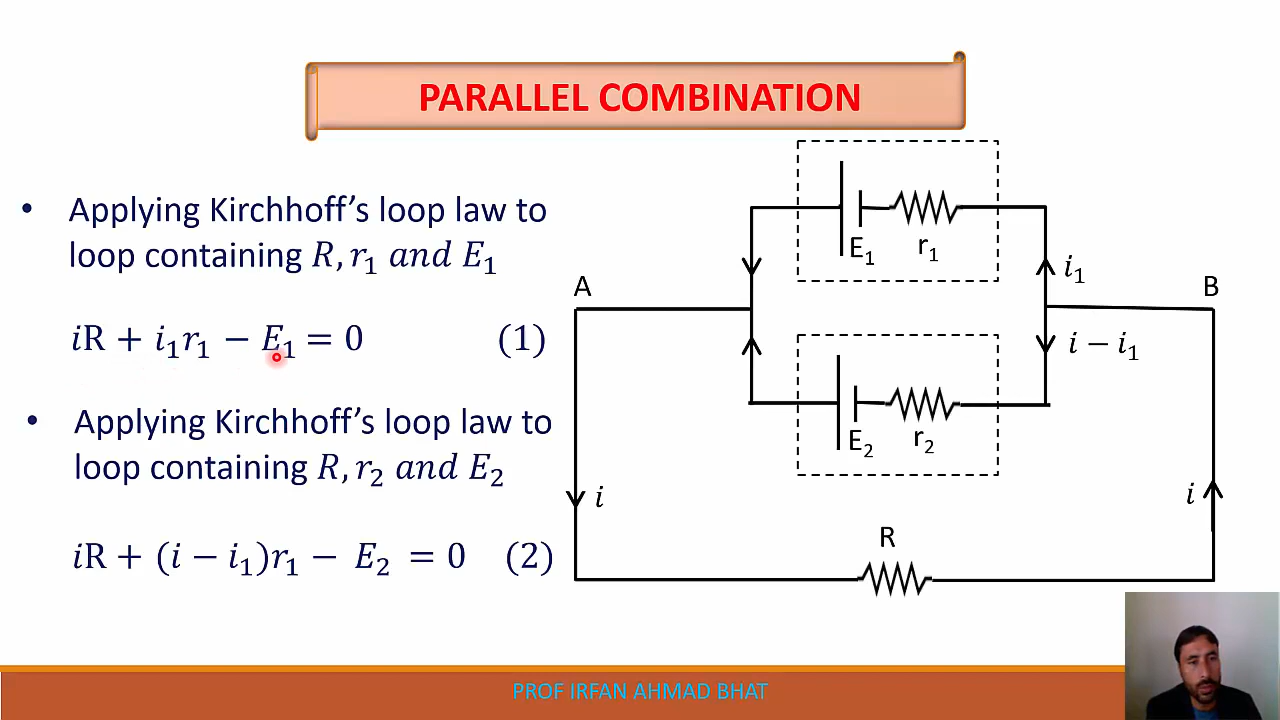 PARALLEL COMBINATION
• Applying Kirchhoff’s loop law to
loop containing R, r₁ and E₁
iR + i₁r₁ − E₁ = 0 (1)
• Applying Kirchhoff’s loop law to
loop containing R, r₂ and E₂
iR + (i − i₁)r₁ − E₂ = 0 (2)
E₁
r₁
i₁
A
B
i − i₁
E₂
r₂
i
i
R
PROF IRFAN AHMAD BHAT